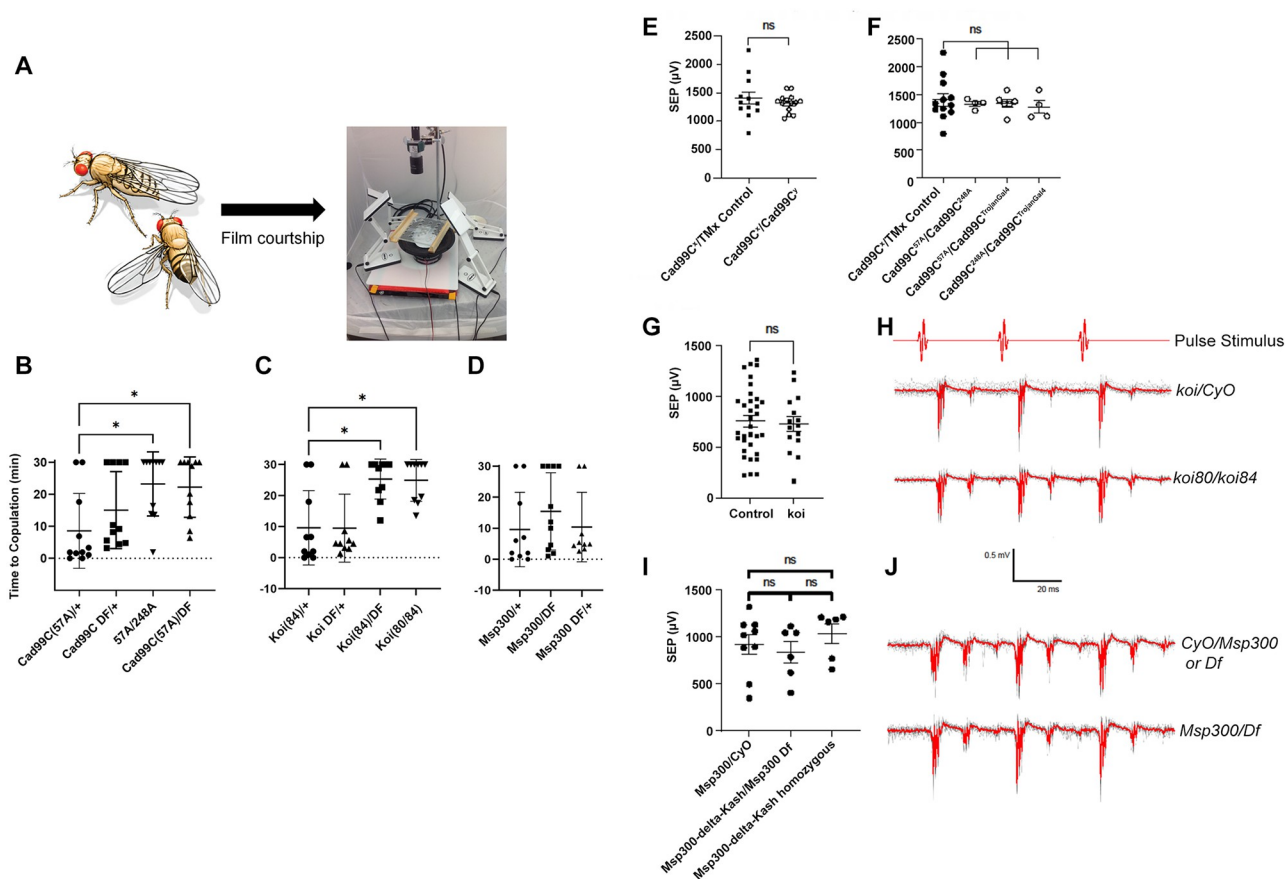 A
Film courtship
B
*
*
Time to Copulation (min)
30
20
10
0
-10
Cad99C(57A)/+
Cad99C DF/+
57A/248A
Cad99C(57A)/DF
C
*
*
30
20
10
0
-10
Koi(84)/+
Koi DF/+
Koi(84)/DF
Koi(80/84)
D
30
20
10
0
-10
Msp300/+
Msp300/DF
Msp300 DF/+
E
ns
SEP (µV)
2500
2000
1500
1000
500
0
Cad99Cˣ/TMx Control
Cad99Cˣ/Cad99Cʸ
F
ns
SEP (µV)
2500
2000
1500
1000
500
0
Cad99Cˣ/TMx Control
Cad99C57A/Cad99C248A
Cad99C57A/Cad99CTrojanGal4
Cad99C248A/Cad99CTrojanGal4
G
ns
SEP (µV)
1500
1000
500
0
Control
koi
H
Pulse Stimulus
koi/CyO
koi80/koi84
0.5 mV
20 ms
I
ns
ns
ns
SEP (µV)
1500
1000
500
0
Msp300/CyO
Msp300-delta-Kash/Msp300 Df
Msp300-delta-Kash homozygous
J
CyO/Msp300
or Df
Msp300/Df